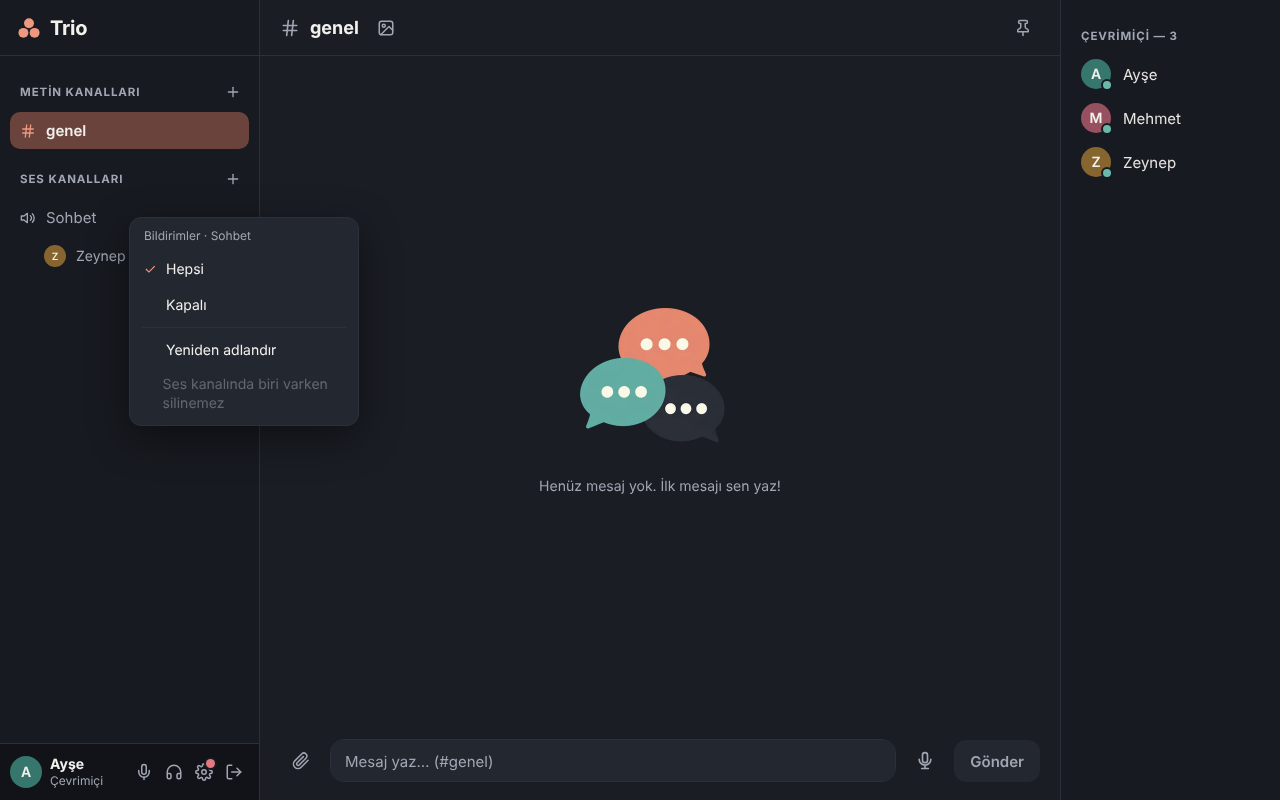 Trio
METİN KANALLARI
genel
SES KANALLARI
Sohbet
Z Zeynep
Bildirimler · Sohbet
Hepsi
Kapalı
Yeniden adlandır
Ses kanalında biri varken
silinemez
A Ayşe
Çevrimiçi
# genel
Henüz mesaj yok. İlk mesajı sen yaz!
Mesaj yaz... (#genel)
Gönder
ÇEVRİMİÇİ — 3
A Ayşe
M Mehmet
Z Zeynep